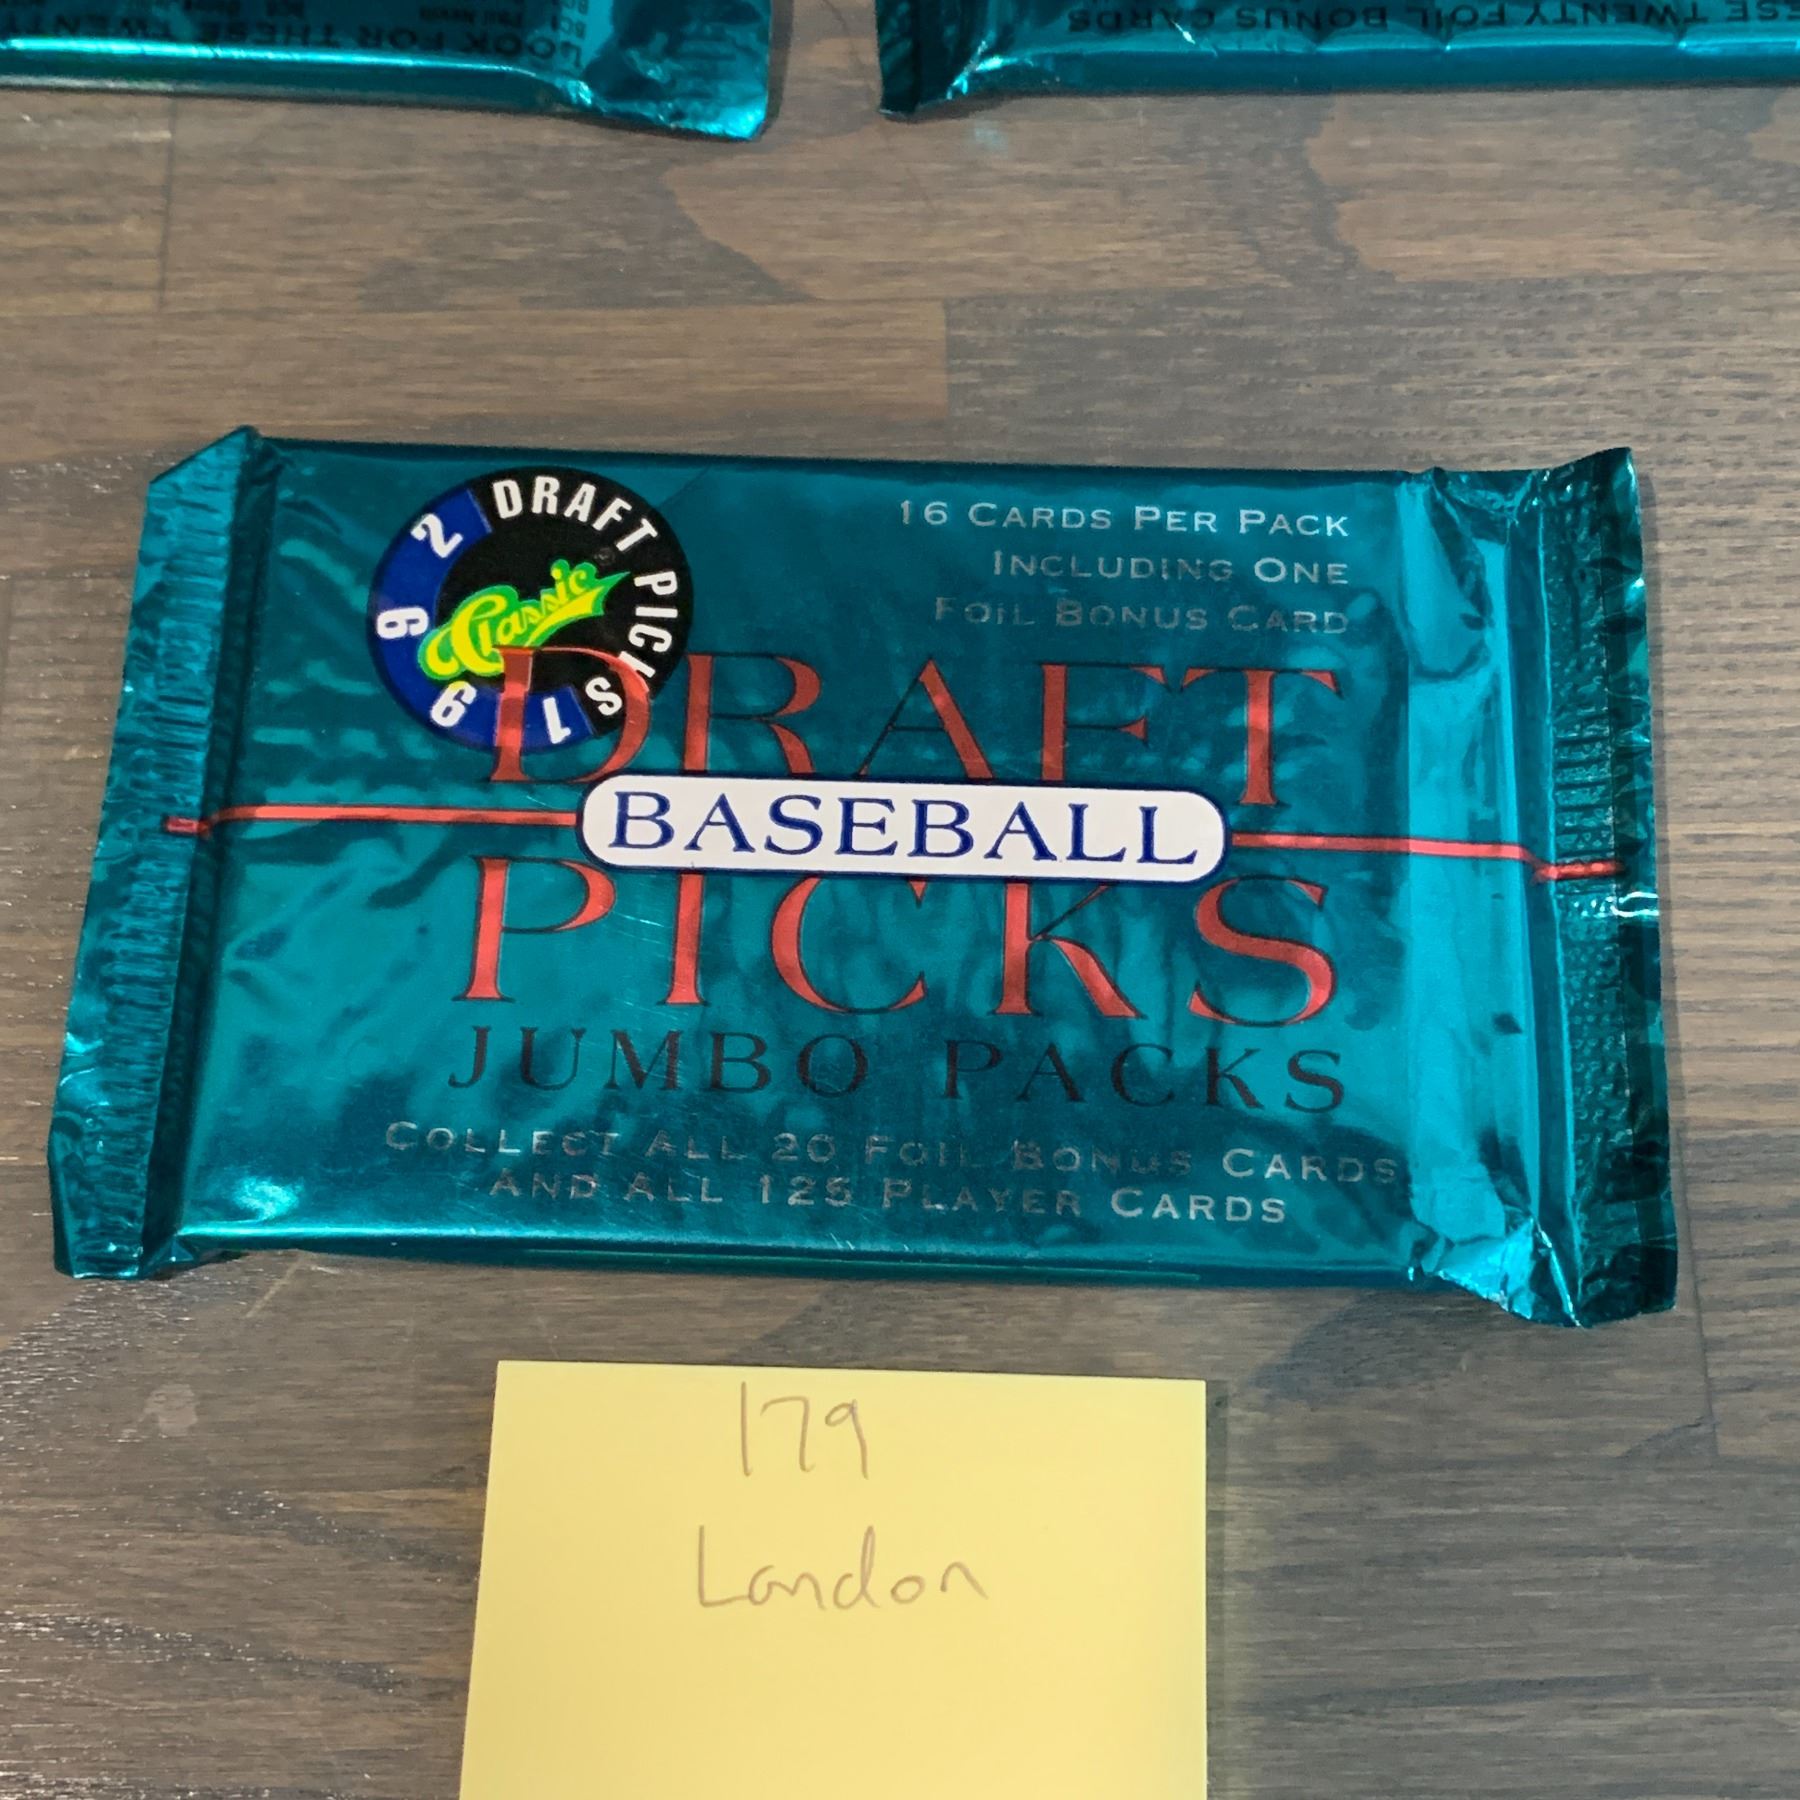 LOOK FOR THESE TWEN
ESE TWENTY FOIL BONUS CARDS
1992 DRAFT PICKS
Classic®
16 CARDS PER PACK
INCLUDING ONE
FOIL BONUS CARD
DRAFT
BASEBALL
PICKS
JUMBO PACKS
COLLECT ALL 20 FOIL BONUS CARDS
AND ALL 125 PLAYER CARDS
179
London